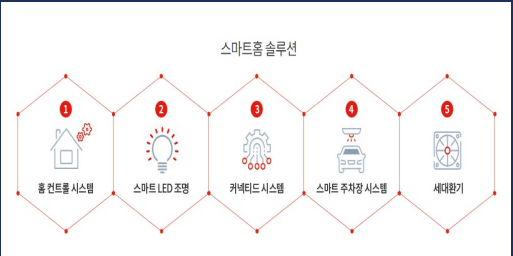 스마트홈 솔루션
1
2
3
4
5
홈 컨트롤 시스템
스마트 LED 조명
커넥티드 시스템
스마트 주차장 시스템
세대환기